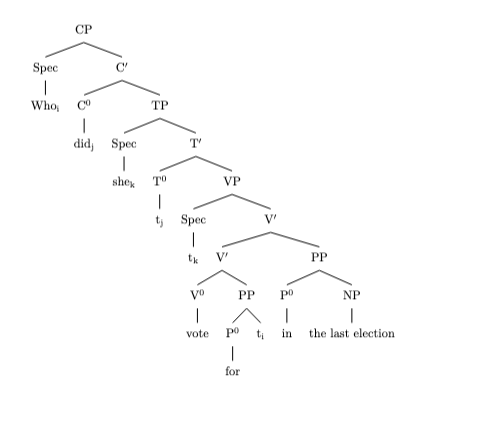 CP
Spec C′
Whoᵢ C⁰ TP
didⱼ Spec T′
sheₖ T⁰ VP
tⱼ Spec V′
tₖ V′ PP
V⁰ PP P⁰ NP
vote P⁰ tᵢ in the last election
for